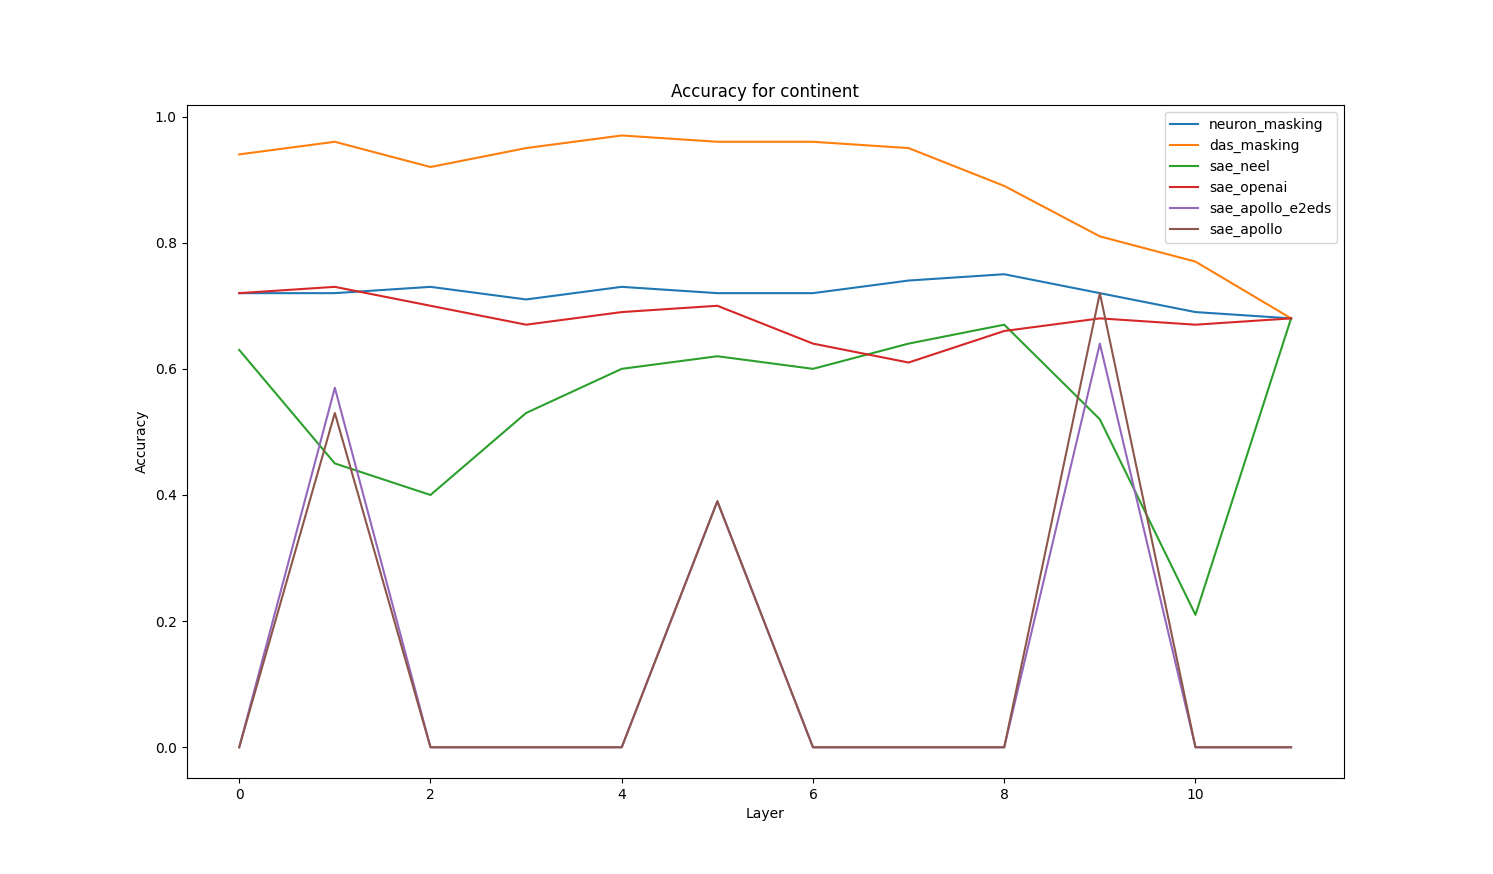 Accuracy for continent
neuron_masking
das_masking
sae_neel
sae_openai
sae_apollo_e2eds
sae_apollo
1.0
0.8
0.6
0.4
0.2
0.0
Accuracy
0 2 4 6 8 10
Layer